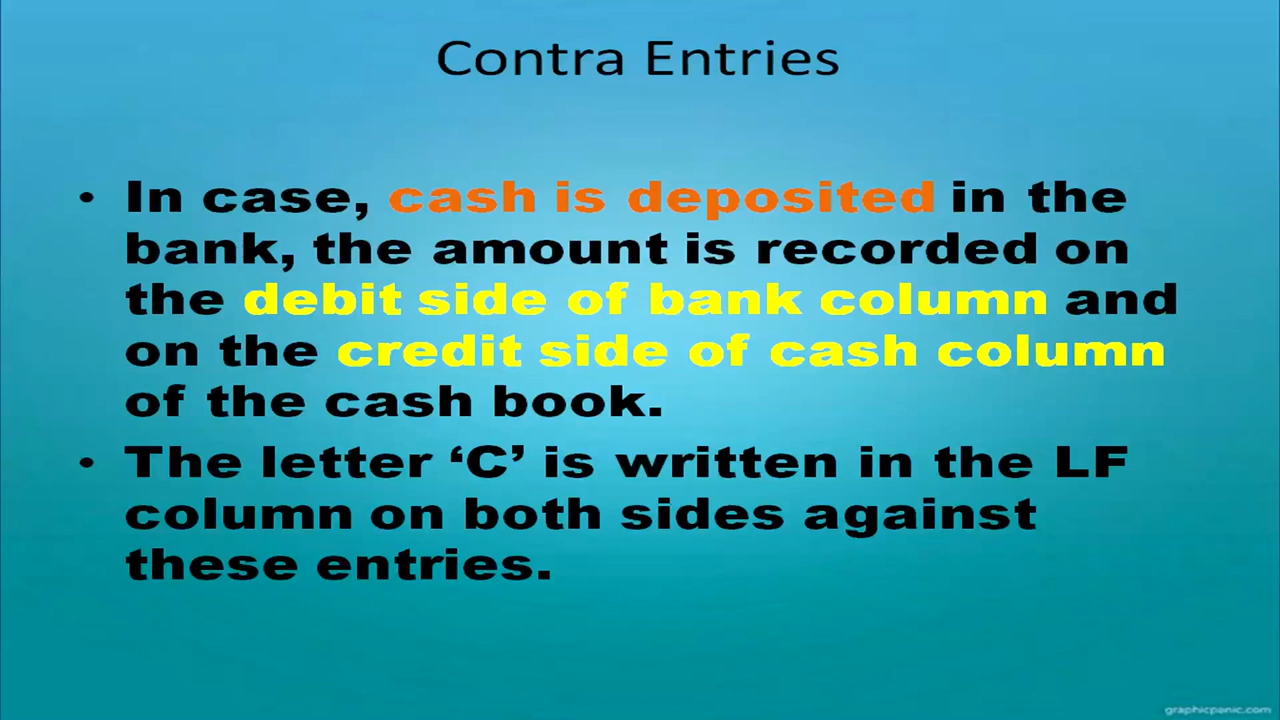 Contra Entries
• In case, cash is deposited in the
bank, the amount is recorded on
the debit side of bank column and
on the credit side of cash column
of the cash book.
• The letter ‘C’ is written in the LF
column on both sides against
these entries.
graphicpanic.com